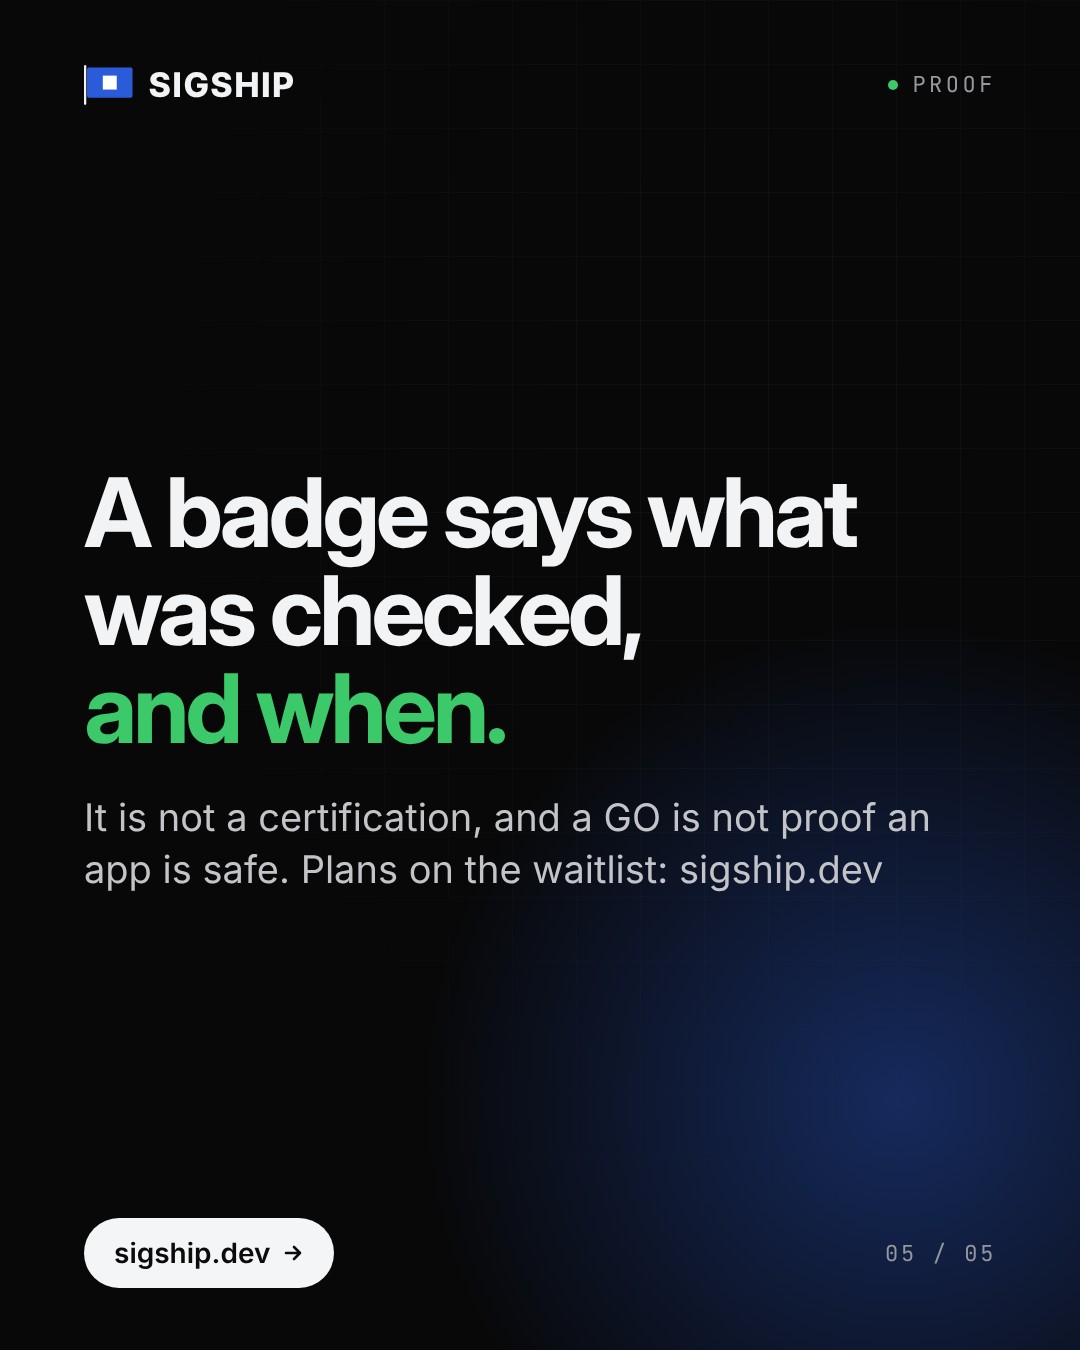 SIGSHIP
PROOF
A badge says what
was checked,
and when.
It is not a certification, and a GO is not proof an
app is safe. Plans on the waitlist: sigship.dev
sigship.dev →
05 / 05